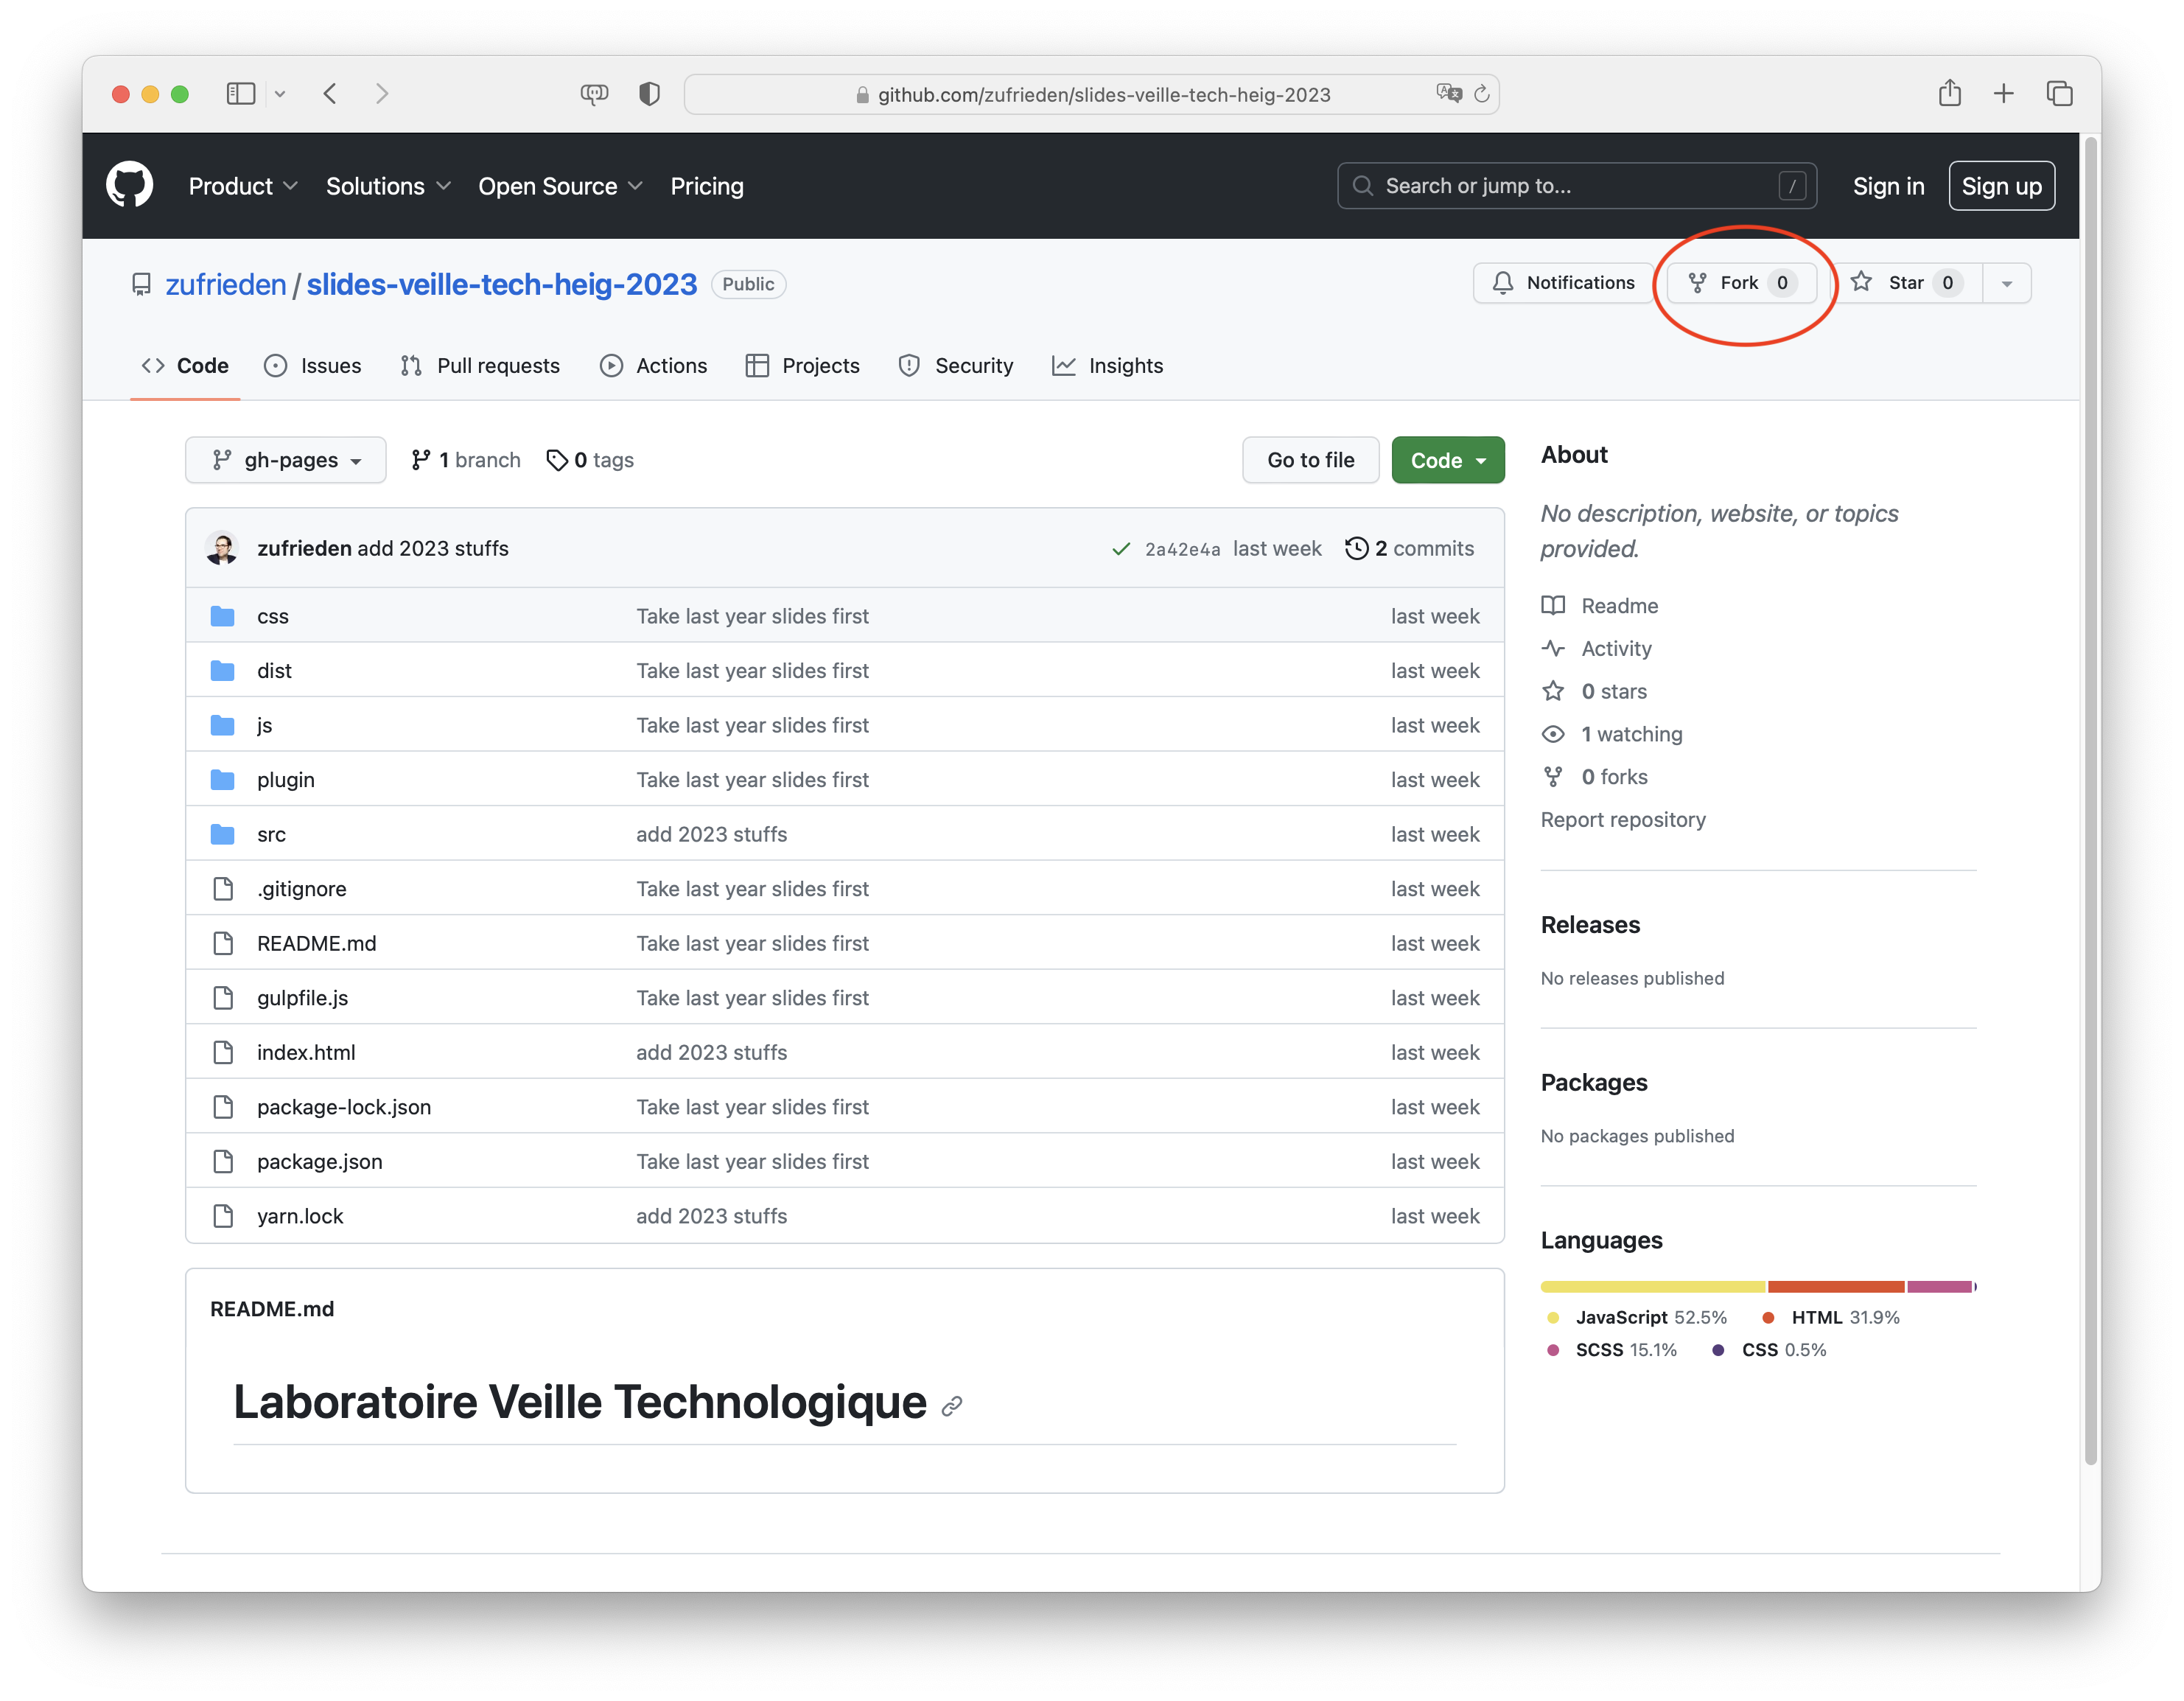 github.com/zufrieden/slides-veille-tech-heig-2023
Product Solutions Open Source Pricing Search or jump to... / Sign in Sign up
zufrieden / slides-veille-tech-heig-2023 Public Notifications Fork 0 Star 0
Code Issues Pull requests Actions Projects Security Insights
gh-pages 1 branch 0 tags Go to file Code
zufrieden add 2023 stuffs 2a42e4a last week 2 commits
css Take last year slides first last week
dist Take last year slides first last week
js Take last year slides first last week
plugin Take last year slides first last week
src add 2023 stuffs last week
.gitignore Take last year slides first last week
README.md Take last year slides first last week
gulpfile.js Take last year slides first last week
index.html add 2023 stuffs last week
package-lock.json Take last year slides first last week
package.json Take last year slides first last week
yarn.lock add 2023 stuffs last week
README.md
Laboratoire Veille Technologique
About
No description, website, or topics
provided.
Readme
Activity
0 stars
1 watching
0 forks
Report repository
Releases
No releases published
Packages
No packages published
Languages
JavaScript 52.5% HTML 31.9%
SCSS 15.1% CSS 0.5%